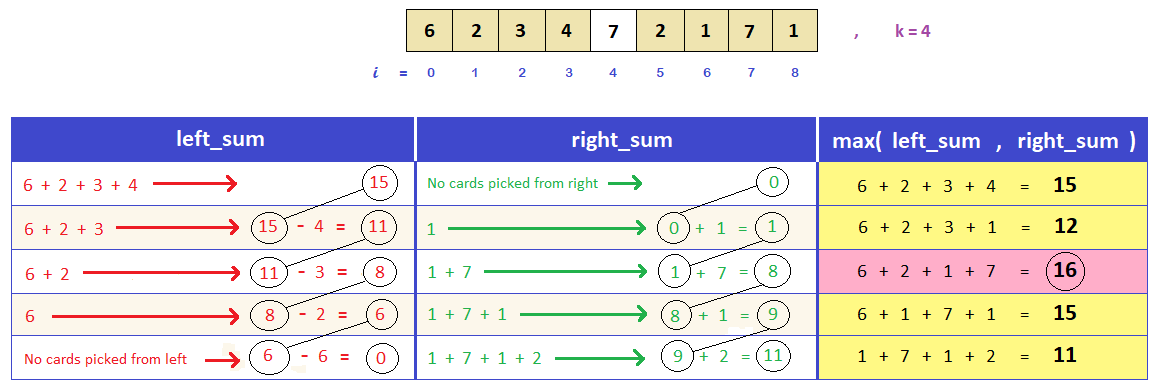 6 2 3 4 7 2 1 7 1 , k = 4
i = 0 1 2 3 4 5 6 7 8
left_sum right_sum max( left_sum , right_sum )
6 + 2 + 3 + 4 15 No cards picked from right 0 6 + 2 + 3 + 4 = 15
6 + 2 + 3 15 - 4 = 11 1 0 + 1 = 1 6 + 2 + 3 + 1 = 12
6 + 2 11 - 3 = 8 1 + 7 1 + 7 = 8 6 + 2 + 1 + 7 = 16
6 8 - 2 = 6 1 + 7 + 1 8 + 1 = 9 6 + 1 + 7 + 1 = 15
No cards picked from left 6 - 6 = 0 1 + 7 + 1 + 2 9 + 2 = 11 1 + 7 + 1 + 2 = 11